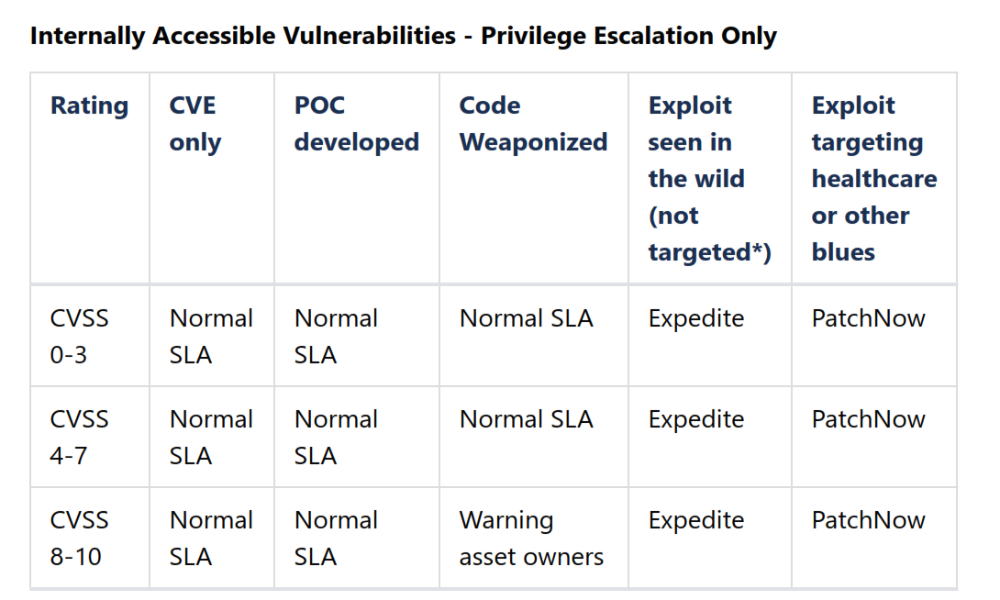 Internally Accessible Vulnerabilities - Privilege Escalation Only
Rating
CVE
only
POC
developed
Code
Weaponized
Exploit
seen in
the wild
(not
targeted*)
Exploit
targeting
healthcare
or other
blues
CVSS
0-3
Normal
SLA
Normal
SLA
Normal SLA
Expedite
PatchNow
CVSS
4-7
Normal
SLA
Normal
SLA
Normal SLA
Expedite
PatchNow
CVSS
8-10
Normal
SLA
Normal
SLA
Warning
asset owners
Expedite
PatchNow